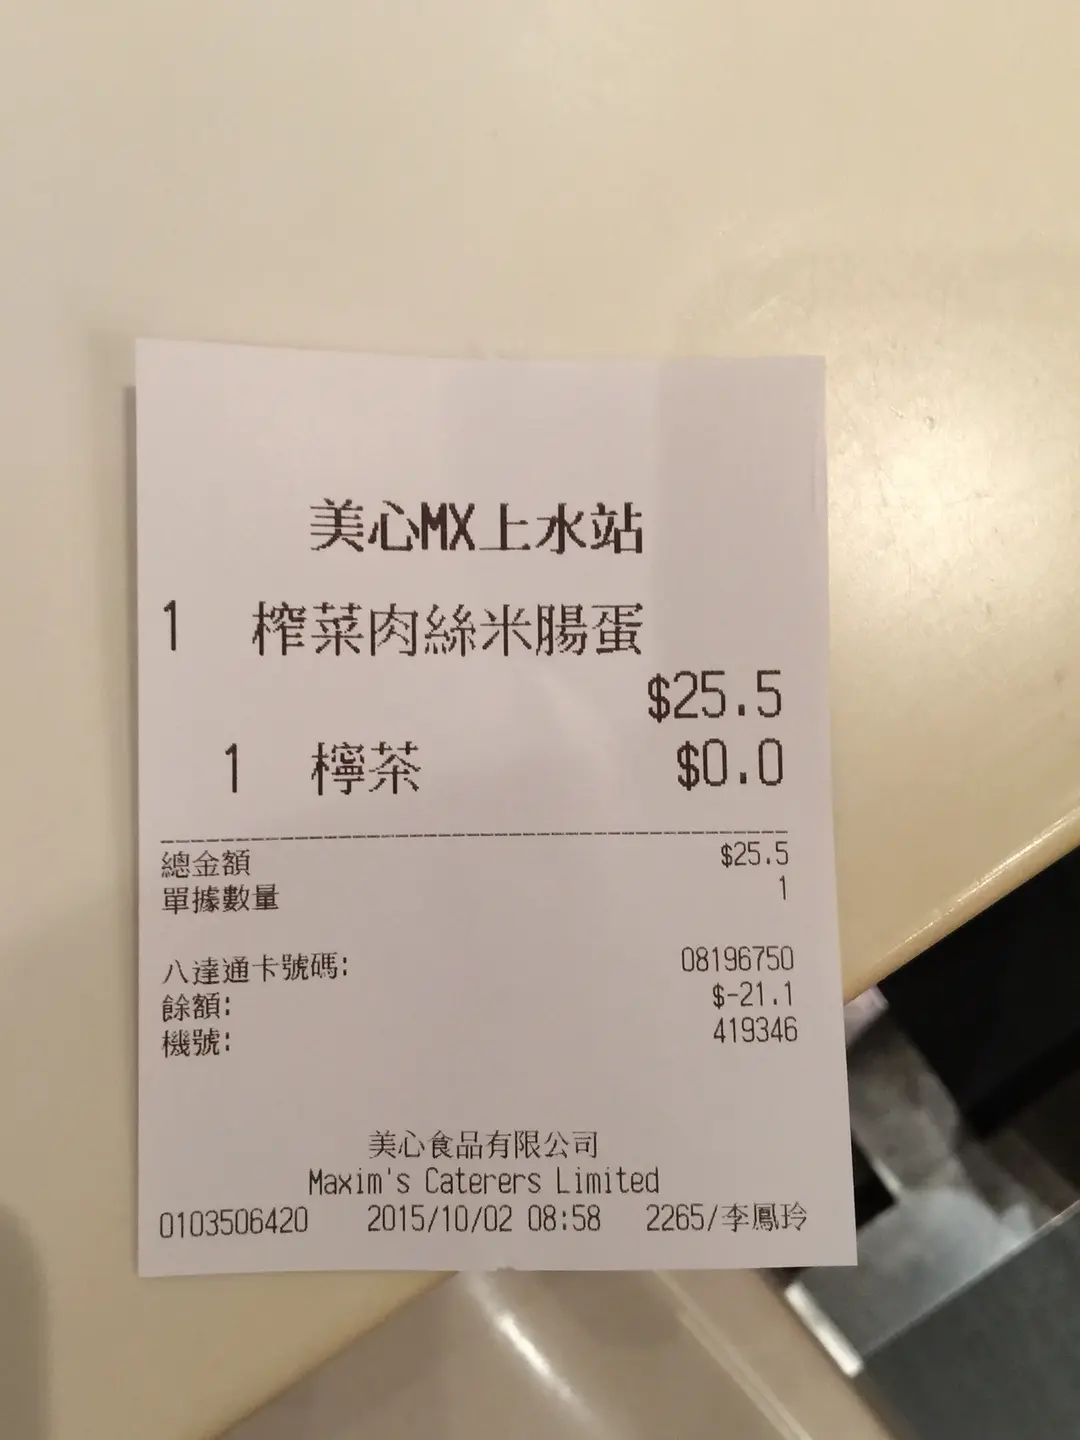 美心MX上水站
1 榨菜肉絲米腸蛋
$25.5
1 檸茶 $0.0
總金額 $25.5
單據數量 1
八達通卡號碼: 08196750
餘額: $-21.1
機號: 419346
美心食品有限公司
Maxim's Caterers Limited
0103506420 2015/10/02 08:58 2265/李鳳玲